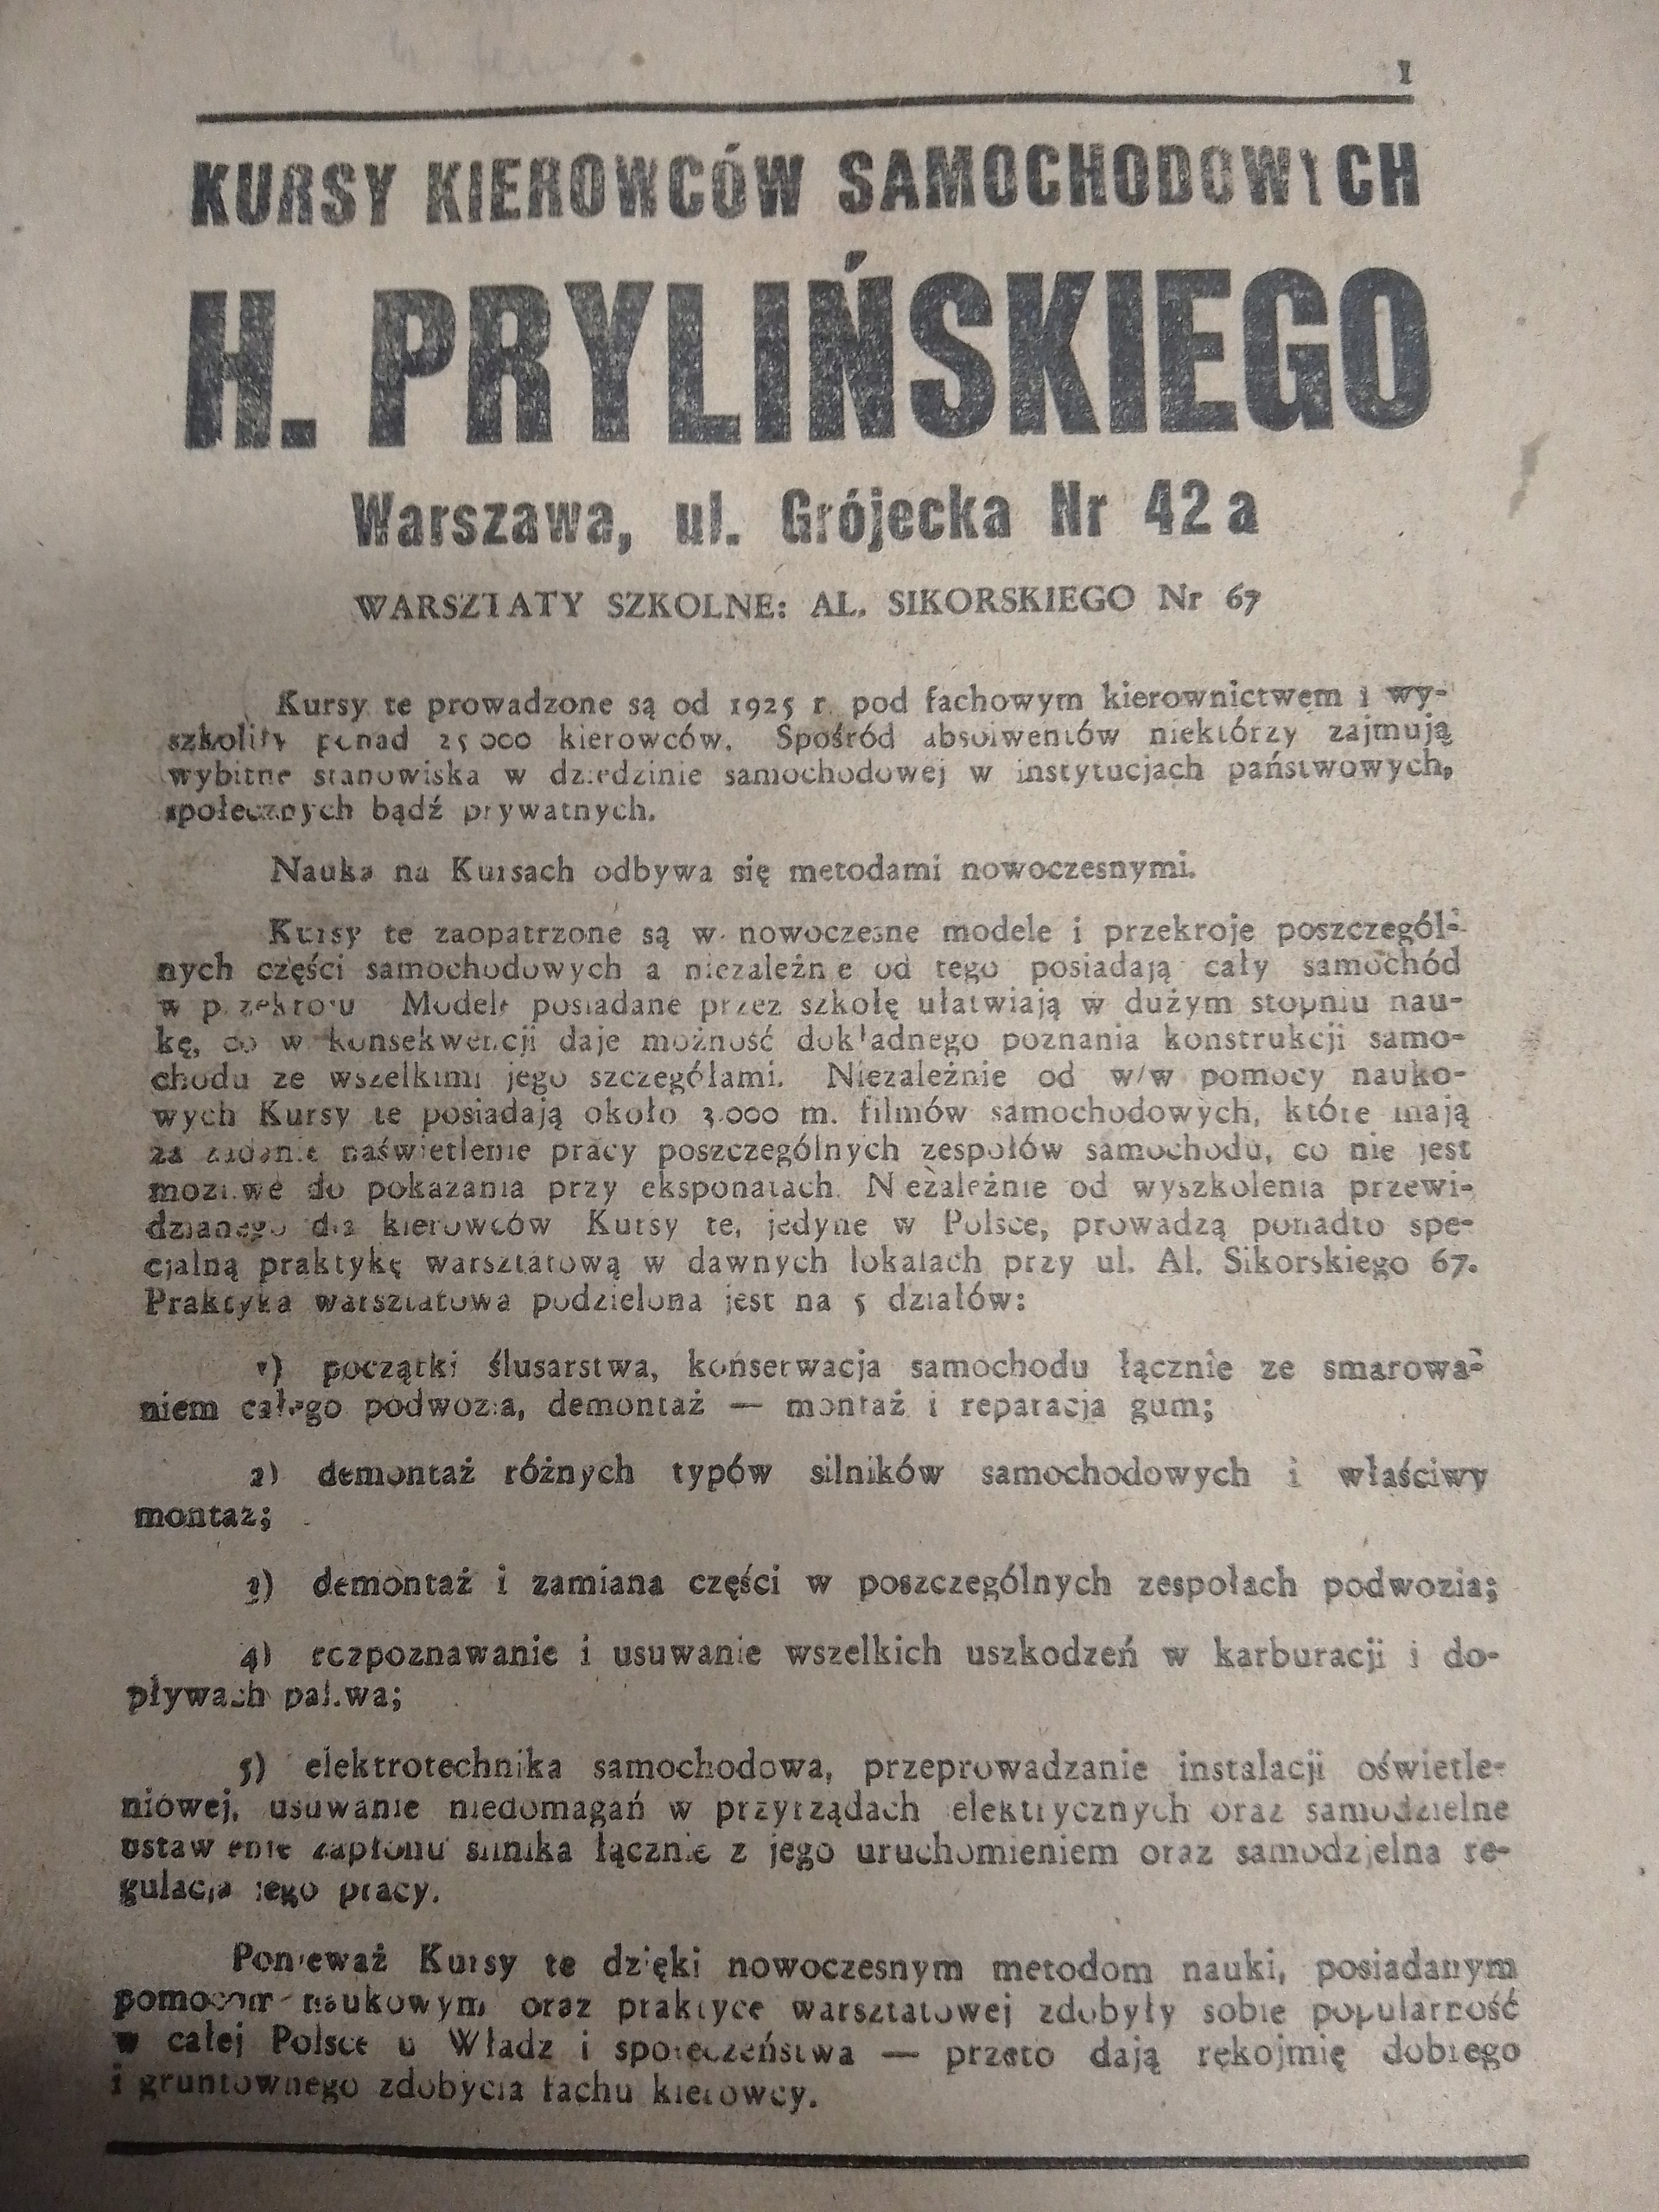 I
KURSY KIEROWCÓW SAMOCHODOWYCH
H. PRYLIŃSKIEGO
Warszawa, ul. Grójecka Nr 42a
WARSZTATY SZKOLNE: AL. SIKORSKIEGO Nr 67
Kursy te prowadzone są od 1925 r. pod fachowym kierownictwem i wy-
szkoliły ponad 25 000 kierowców. Spośród absolwentów niektórzy zajmują
wybitne stanowiska w dziedzinie samochodowej w instytucjach państwowych,
społecznych bądź prywatnych.
Nauka na Kursach odbywa się metodami nowoczesnymi.
Kursy te zaopatrzone są w nowoczesne modele i przekroje poszczegól-
nych części samochodowych a niezależnie od tego posiadają cały samochód
w przekroju Modele posiadane przez szkołę ułatwiają w dużym stopniu nau-
kę, co w konsekwencji daje możność dokładnego poznania konstrukcji samo-
chodu ze wszelkimi jego szczegółami. Niezależnie od w/w pomocy nauko-
wych Kursy te posiadają około 3.000 m. filmów samochodowych, które mają
za zadanie naświetlenie pracy poszczególnych zespołów samochodu, co nie jest
możliwe do pokazania przy eksponatach. Niezależnie od wyszkolenia przewi-
dzianego dla kierowców Kursy te, jedyne w Polsce, prowadzą ponadto spe-
cjalną praktykę warsztatową w dawnych lokalach przy ul. Al. Sikorskiego 67.
Praktyka warsztatowa podzielona jest na 5 działów:
1) początki ślusarstwa, konserwacja samochodu łącznie ze smarowa-
niem całego podwozia, demontaż — montaż i reparacja gum;
2) demontaż różnych typów silników samochodowych i właściwy
montaż;
3) demontaż i zamiana części w poszczególnych zespołach podwozia;
4) rozpoznawanie i usuwanie wszelkich uszkodzeń w karburacji i do-
pływach paliwa;
5) elektrotechnika samochodowa, przeprowadzanie instalacji oświetle-
niowej, usuwanie niedomagań w przyrządach elektrycznych oraz samodzielne
ustawienie zapłonu silnika łącznie z jego uruchomieniem oraz samodzielna re-
gulacja jego pracy.
Ponieważ Kursy te dzięki nowoczesnym metodom nauki, posiadanym
pomocom naukowym oraz praktyce warsztatowej zdobyły sobie popularność
w całej Polsce u Władz i społeczeństwa — przeto dają rękojmię dobrego
i gruntownego zdobycia fachu kierowcy.